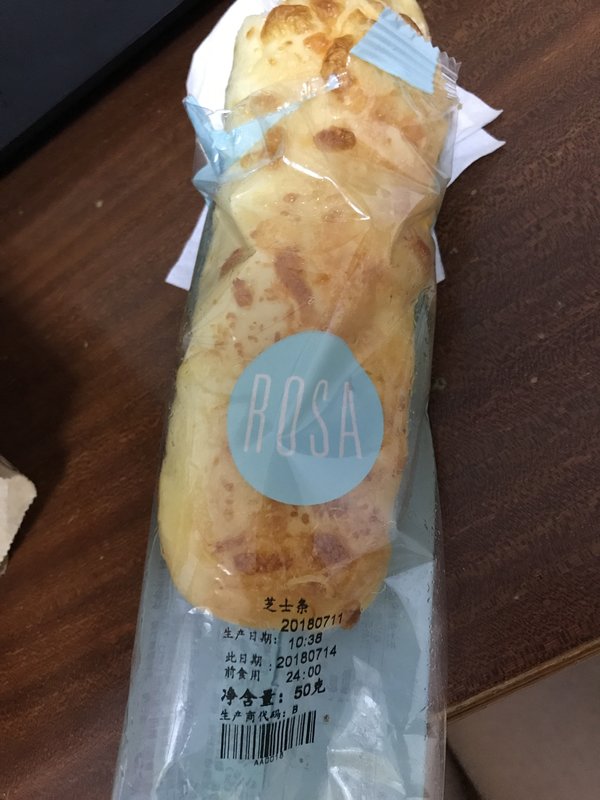 ROSA
芝士条
生产日期: 20180711
10:38
此日期
前食用 : 20180714
24:00
净含量: 50克
生产商代码: B
AAD018